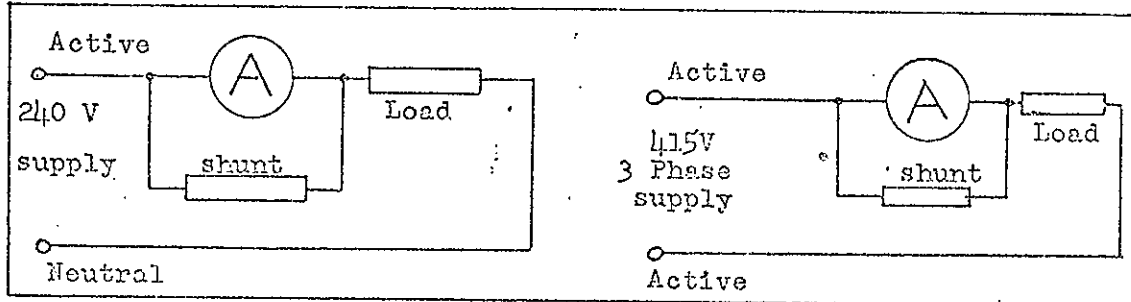 Active
A
Load
240 V
supply
shunt
Neutral
Active
A
Load
415V
3 Phase
supply
shunt
Active